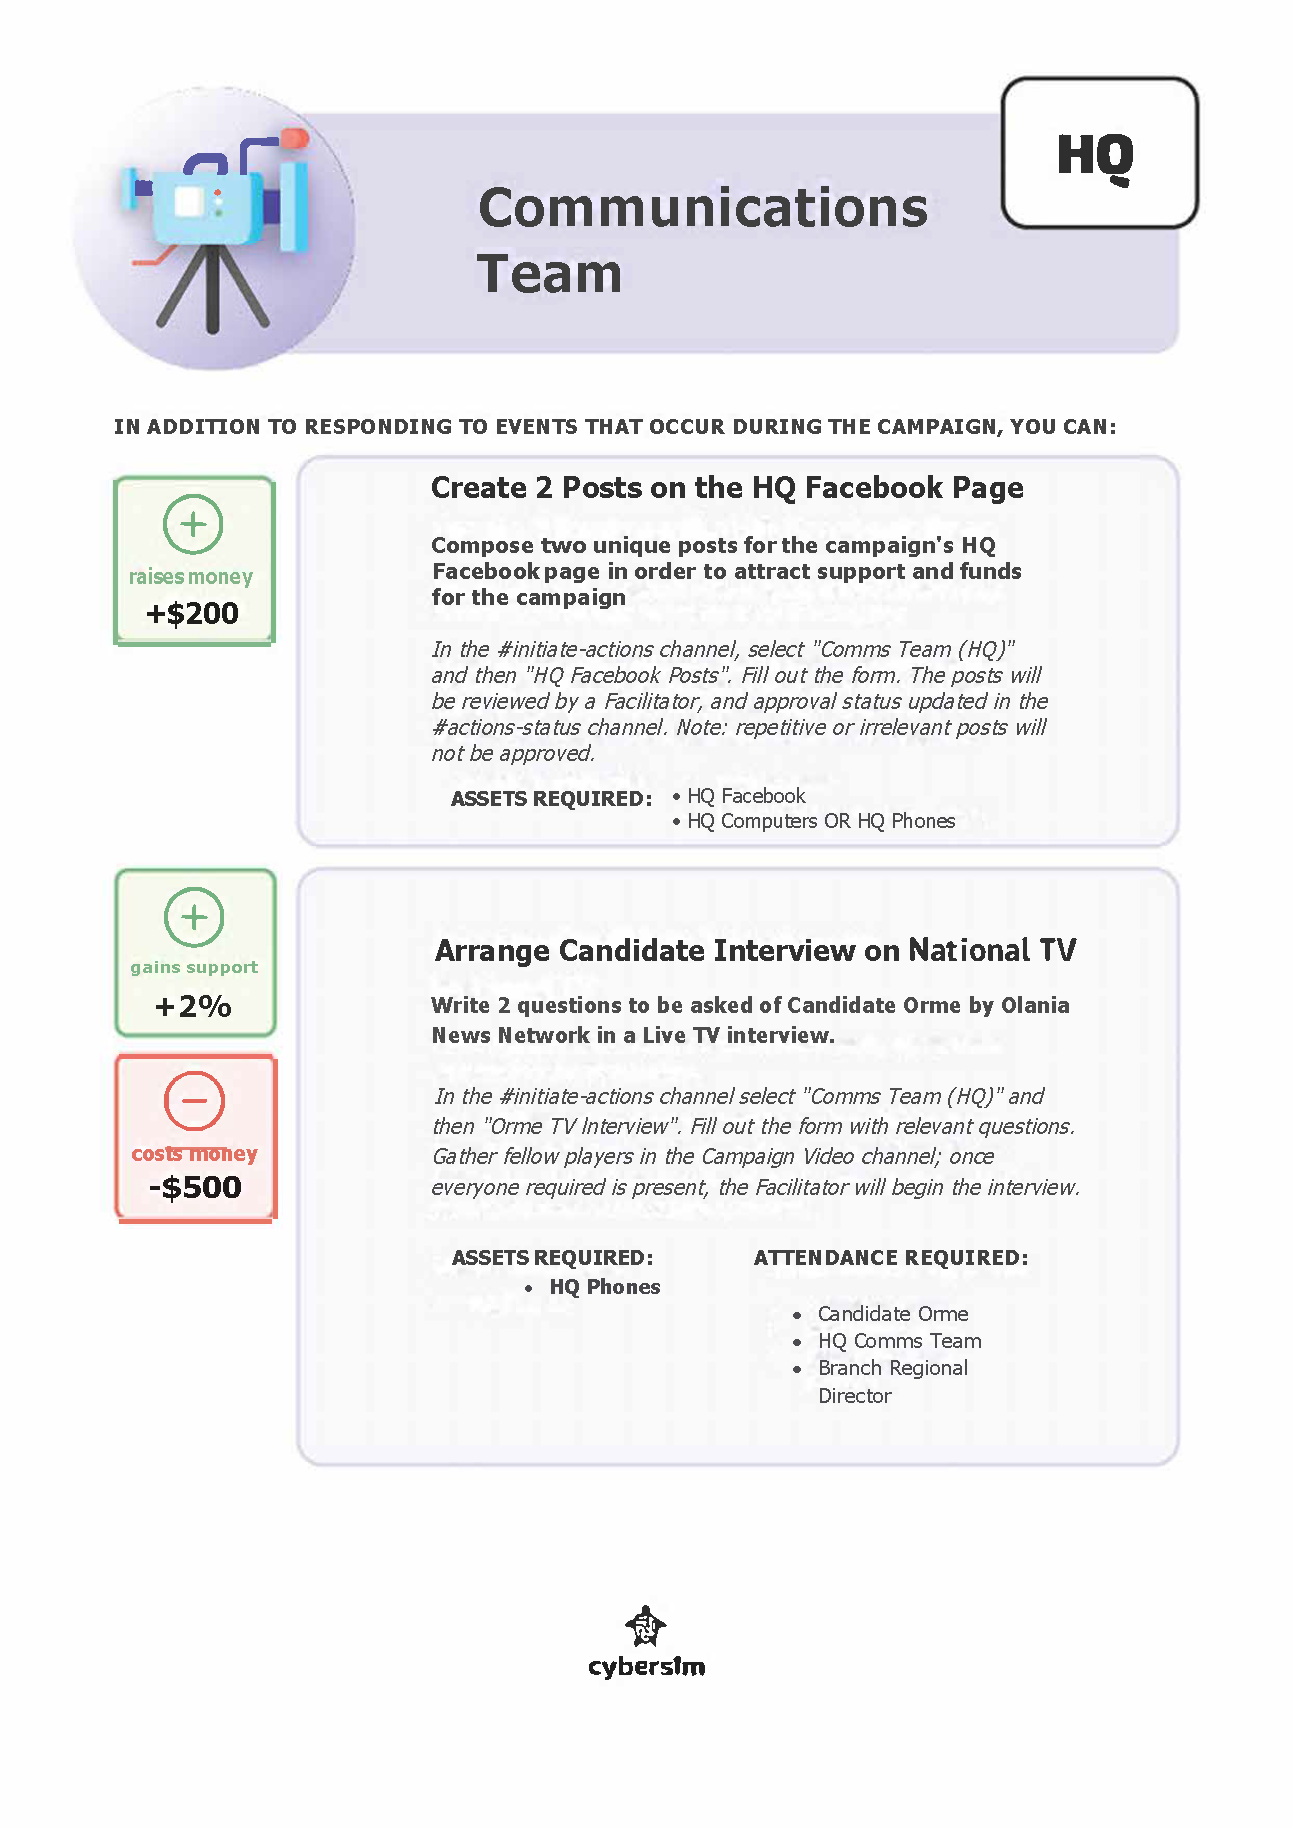 HQ
Communications
Team
IN ADDITION TO RESPONDING TO EVENTS THAT OCCUR DURING THE CAMPAIGN, YOU CAN:
raises money
+$200
Create 2 Posts on the HQ Facebook Page
Compose two unique posts for the campaign's HQ
Facebook page in order to attract support and funds
for the campaign
In the #initiate-actions channel, select "Comms Team (HQ)"
and then "HQ Facebook Posts". Fill out the form. The posts will
be reviewed by a Facilitator, and approval status updated in the
#actions-status channel. Note: repetitive or irrelevant posts will
not be approved.
ASSETS REQUIRED:
• HQ Facebook
• HQ Computers OR HQ Phones
gains support
+2%
costs money
-$500
Arrange Candidate Interview on National TV
Write 2 questions to be asked of Candidate Orme by Olania
News Network in a Live TV interview.
In the #initiate-actions channel select "Comms Team (HQ)" and
then "Orme TV Interview". Fill out the form with relevant questions.
Gather fellow players in the Campaign Video channel; once
everyone required is present, the Facilitator will begin the interview.
ASSETS REQUIRED:
• HQ Phones
ATTENDANCE REQUIRED:
• Candidate Orme
• HQ Comms Team
• Branch Regional
Director
cybersim